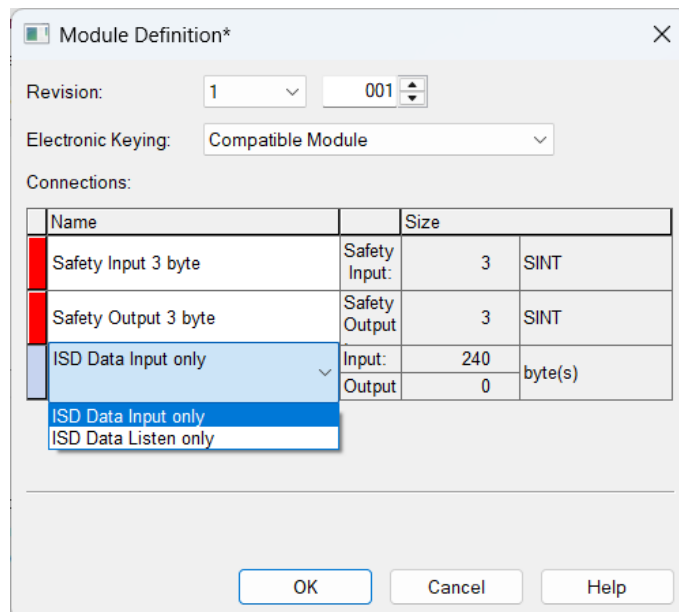 Module Definition*
Revision: 1 001
Electronic Keying: Compatible Module
Connections:
Name Size
Safety Input 3 byte Safety Input: 3 SINT
Safety Output 3 byte Safety Output 3 SINT
ISD Data Input only Input: 240 byte(s)
Output 0
ISD Data Input only
ISD Data Listen only
OK Cancel Help